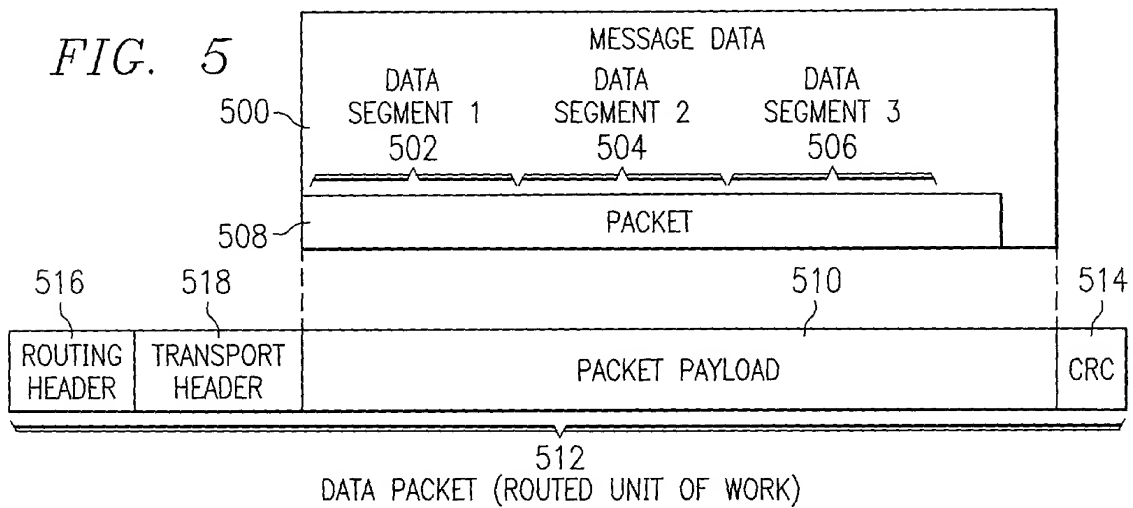 FIG. 5
MESSAGE DATA
DATA SEGMENT 1
502
DATA SEGMENT 2
504
DATA SEGMENT 3
506
500
508
PACKET
516
518
510
514
ROUTING HEADER
TRANSPORT HEADER
PACKET PAYLOAD
CRC
512
DATA PACKET (ROUTED UNIT OF WORK)